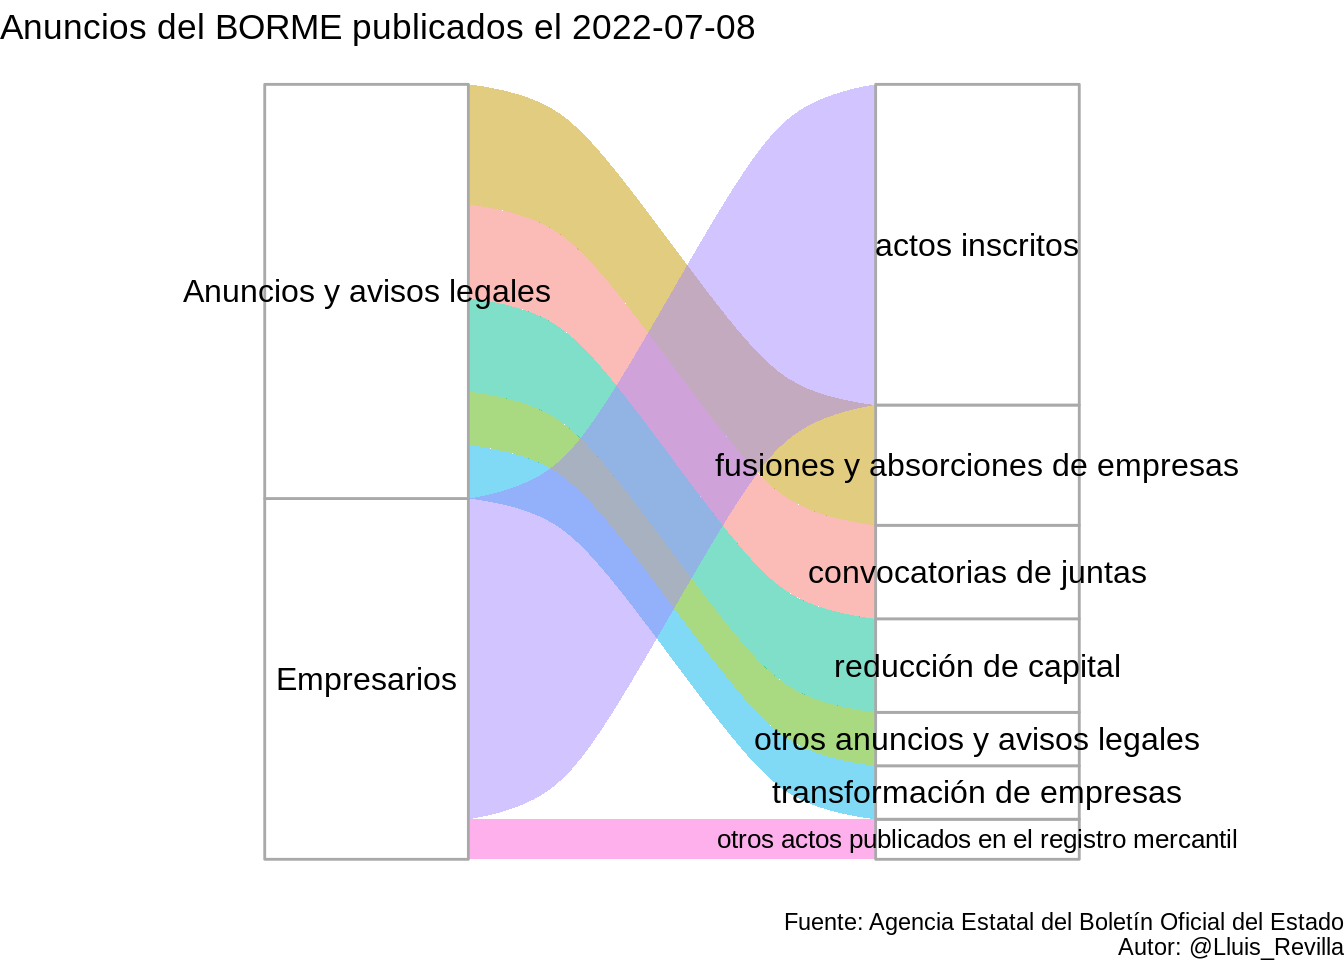 Anuncios del BORME publicados el 2022-07-08
Anuncios y avisos legales
Empresarios
actos inscritos
fusiones y absorciones de empresas
convocatorias de juntas
reducción de capital
otros anuncios y avisos legales
transformación de empresas
otros actos publicados en el registro mercantil
Fuente: Agencia Estatal del Boletín Oficial del Estado
Autor: @Lluis_Revilla